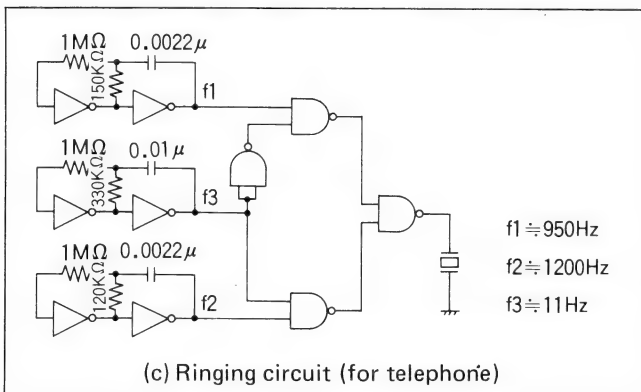 1MΩ 0.0022μ
150KΩ
f1
1MΩ 0.01μ
330KΩ
f3
1MΩ 0.0022μ
120KΩ
f2
f1≒950Hz
f2≒1200Hz
f3≒11Hz
(c) Ringing circuit (for telephone)